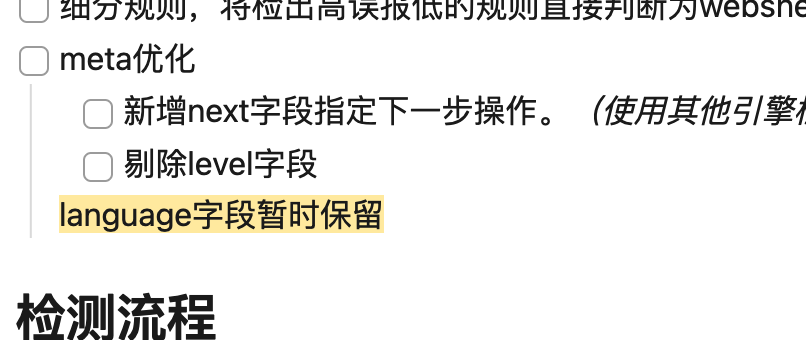 细分规则，将检出高误报低的规则直接判断为webshe
meta优化
新增next字段指定下一步操作。（使用其他引擎
剔除level字段
language字段暂时保留
检测流程